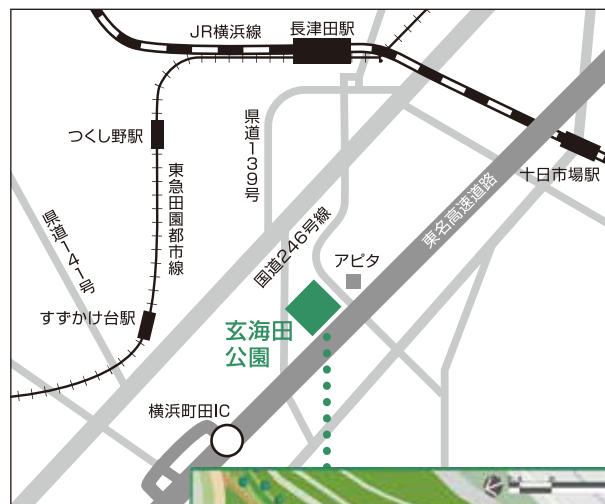 JR横浜線
長津田駅
つくし野駅
県道139号
十日市場駅
東急田園都市線
東名高速道路
県道141号
国道246号線
アピタ
すずかけ台駅
玄海田
公園
横浜町田IC